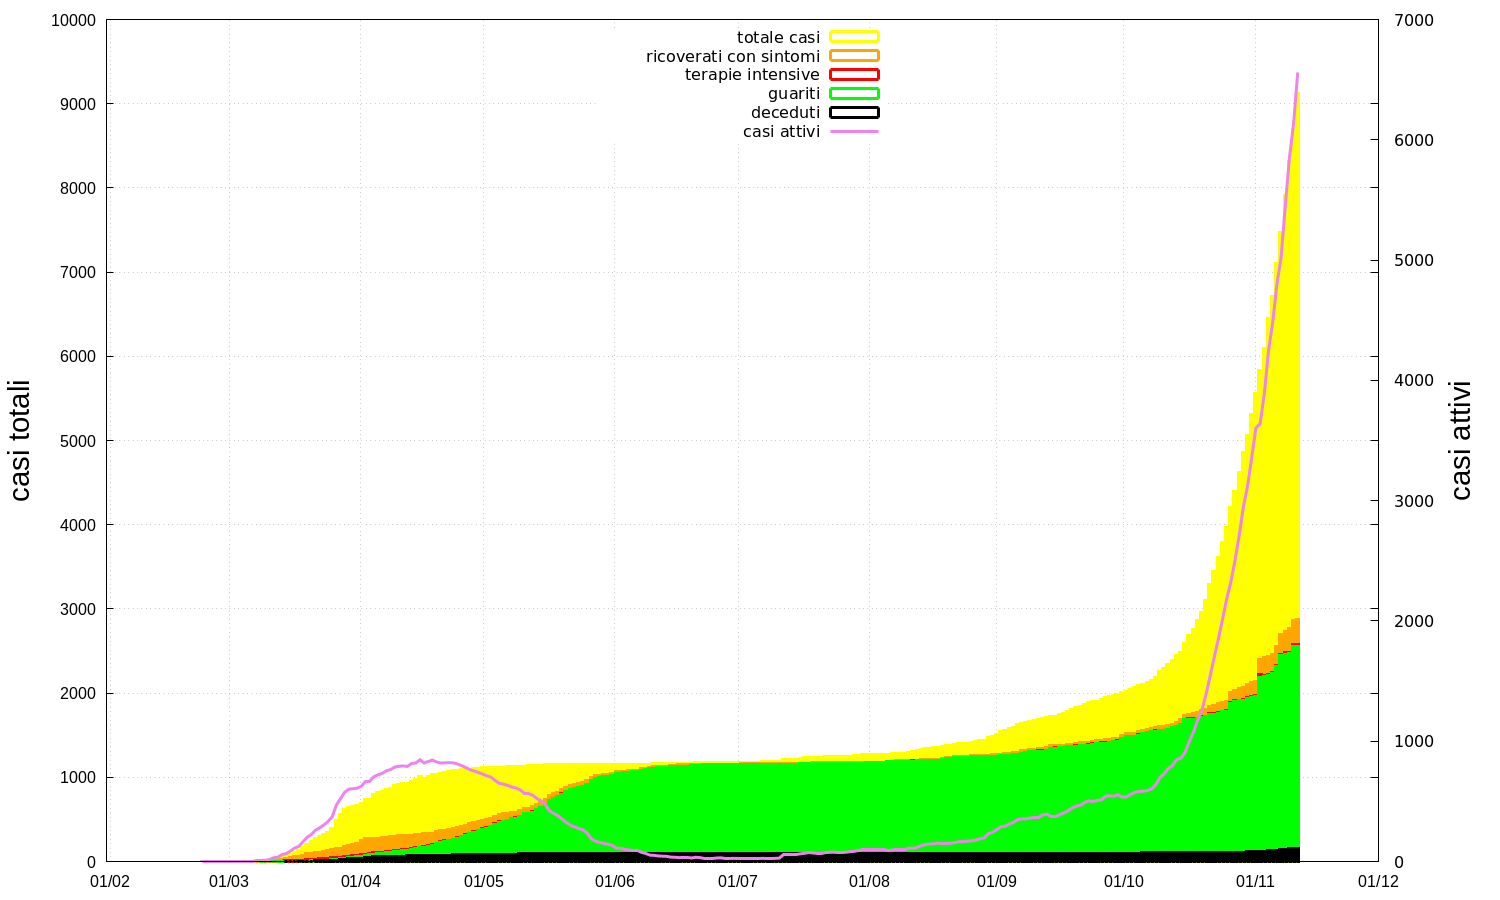 totale casi
ricoverati con sintomi
terapie intensive
guariti
deceduti
casi attivi
casi totali
10000
9000
8000
7000
6000
5000
4000
3000
2000
1000
0
casi attivi
7000
6000
5000
4000
3000
2000
1000
0
01/02 01/03 01/04 01/05 01/06 01/07 01/08 01/09 01/10 01/11 01/12